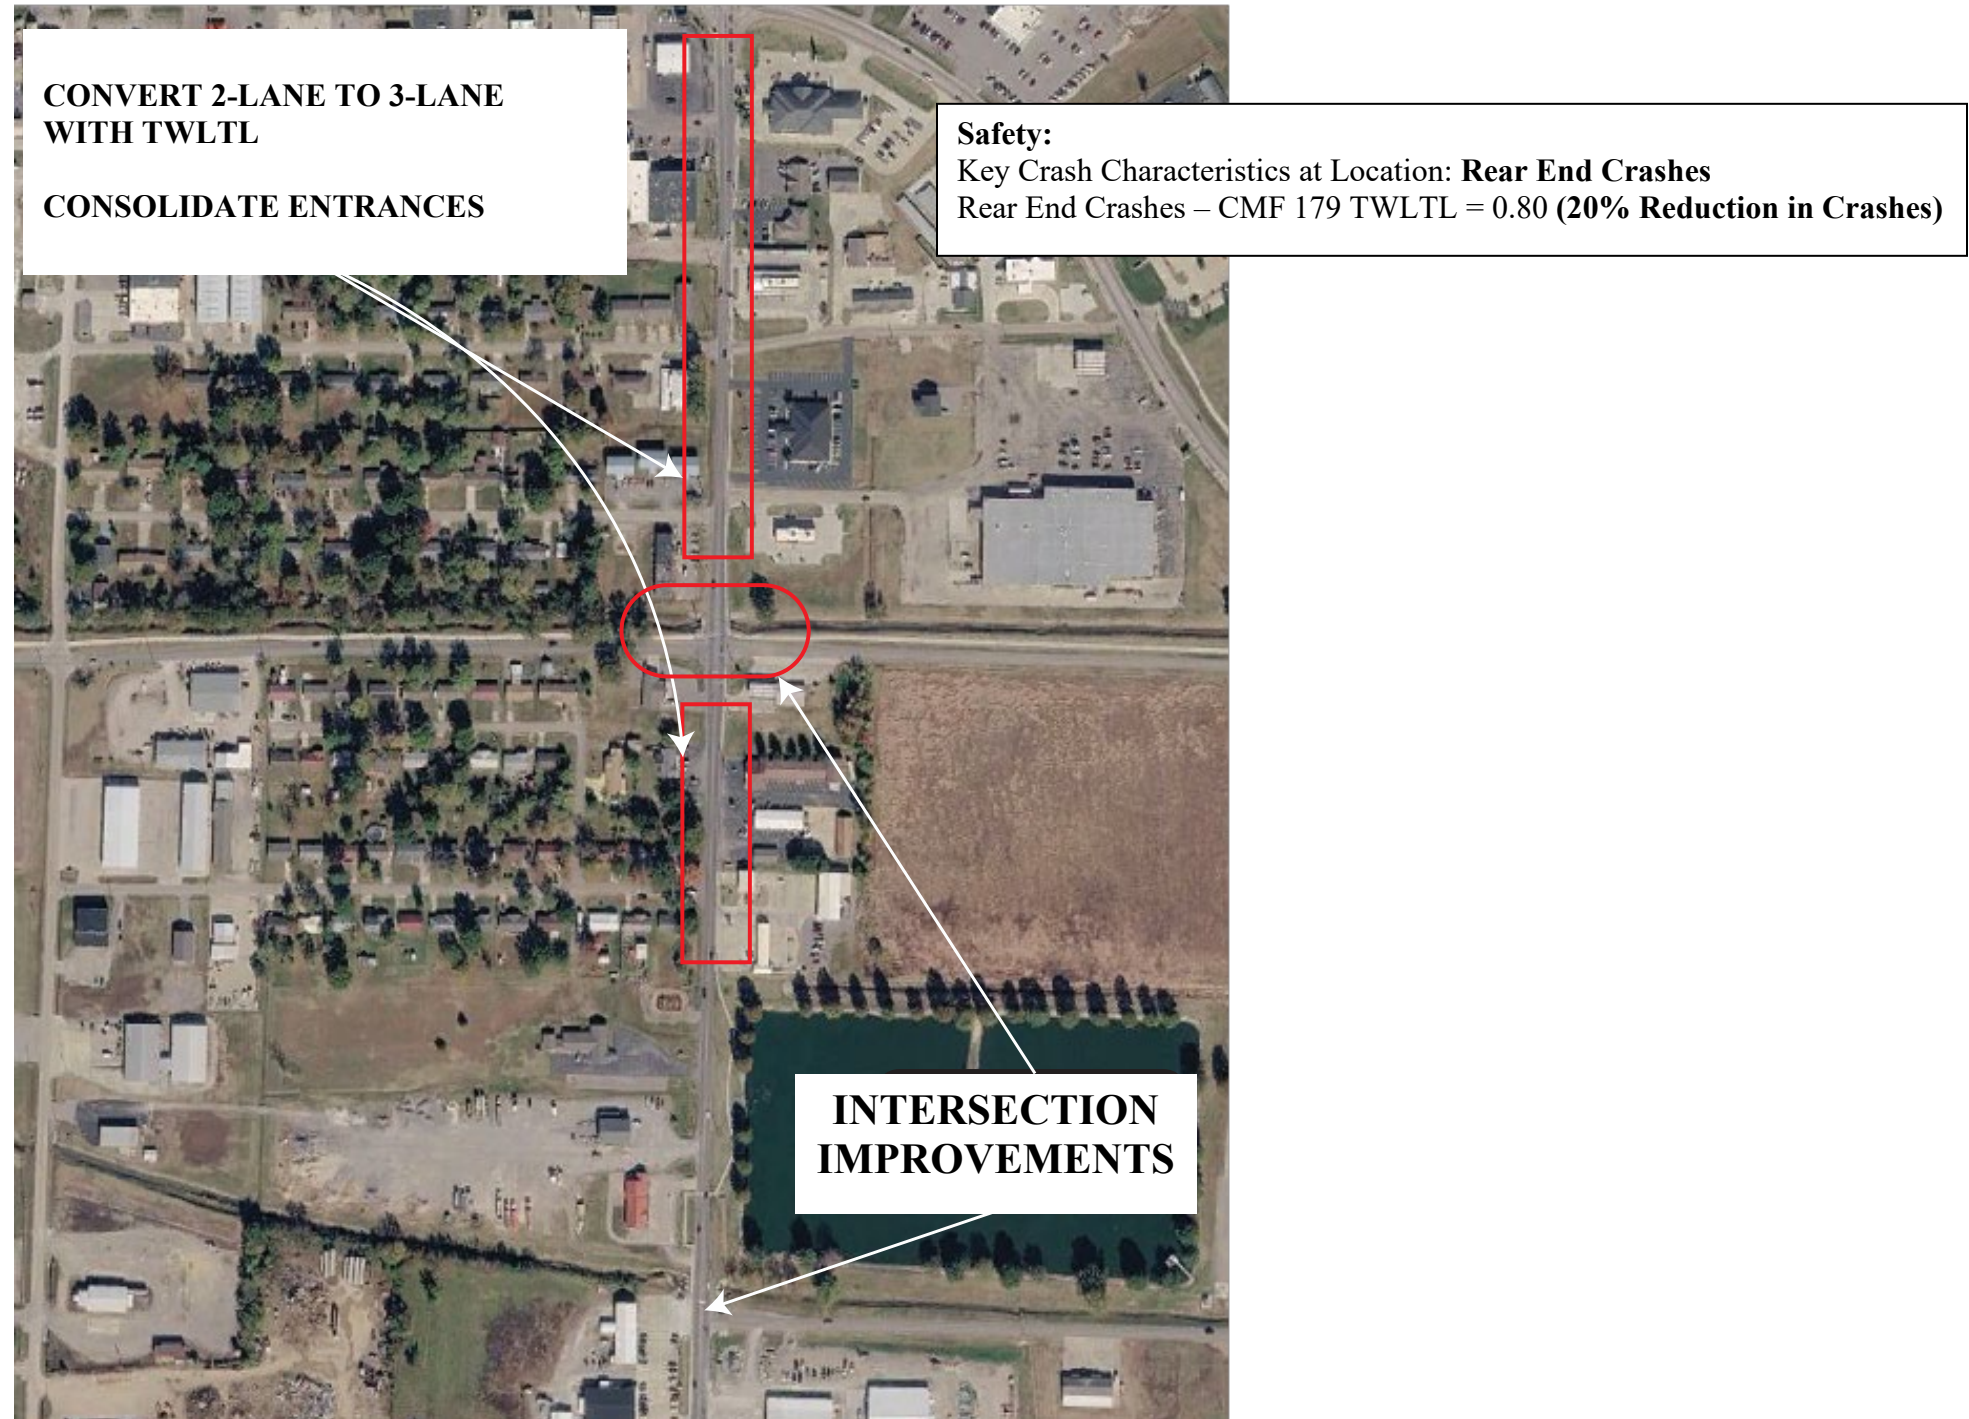 CONVERT 2-LANE TO 3-LANE
WITH TWLTL
CONSOLIDATE ENTRANCES
Safety:
Key Crash Characteristics at Location: Rear End Crashes
Rear End Crashes – CMF 179 TWLTL = 0.80 (20% Reduction in Crashes)
INTERSECTION
IMPROVEMENTS